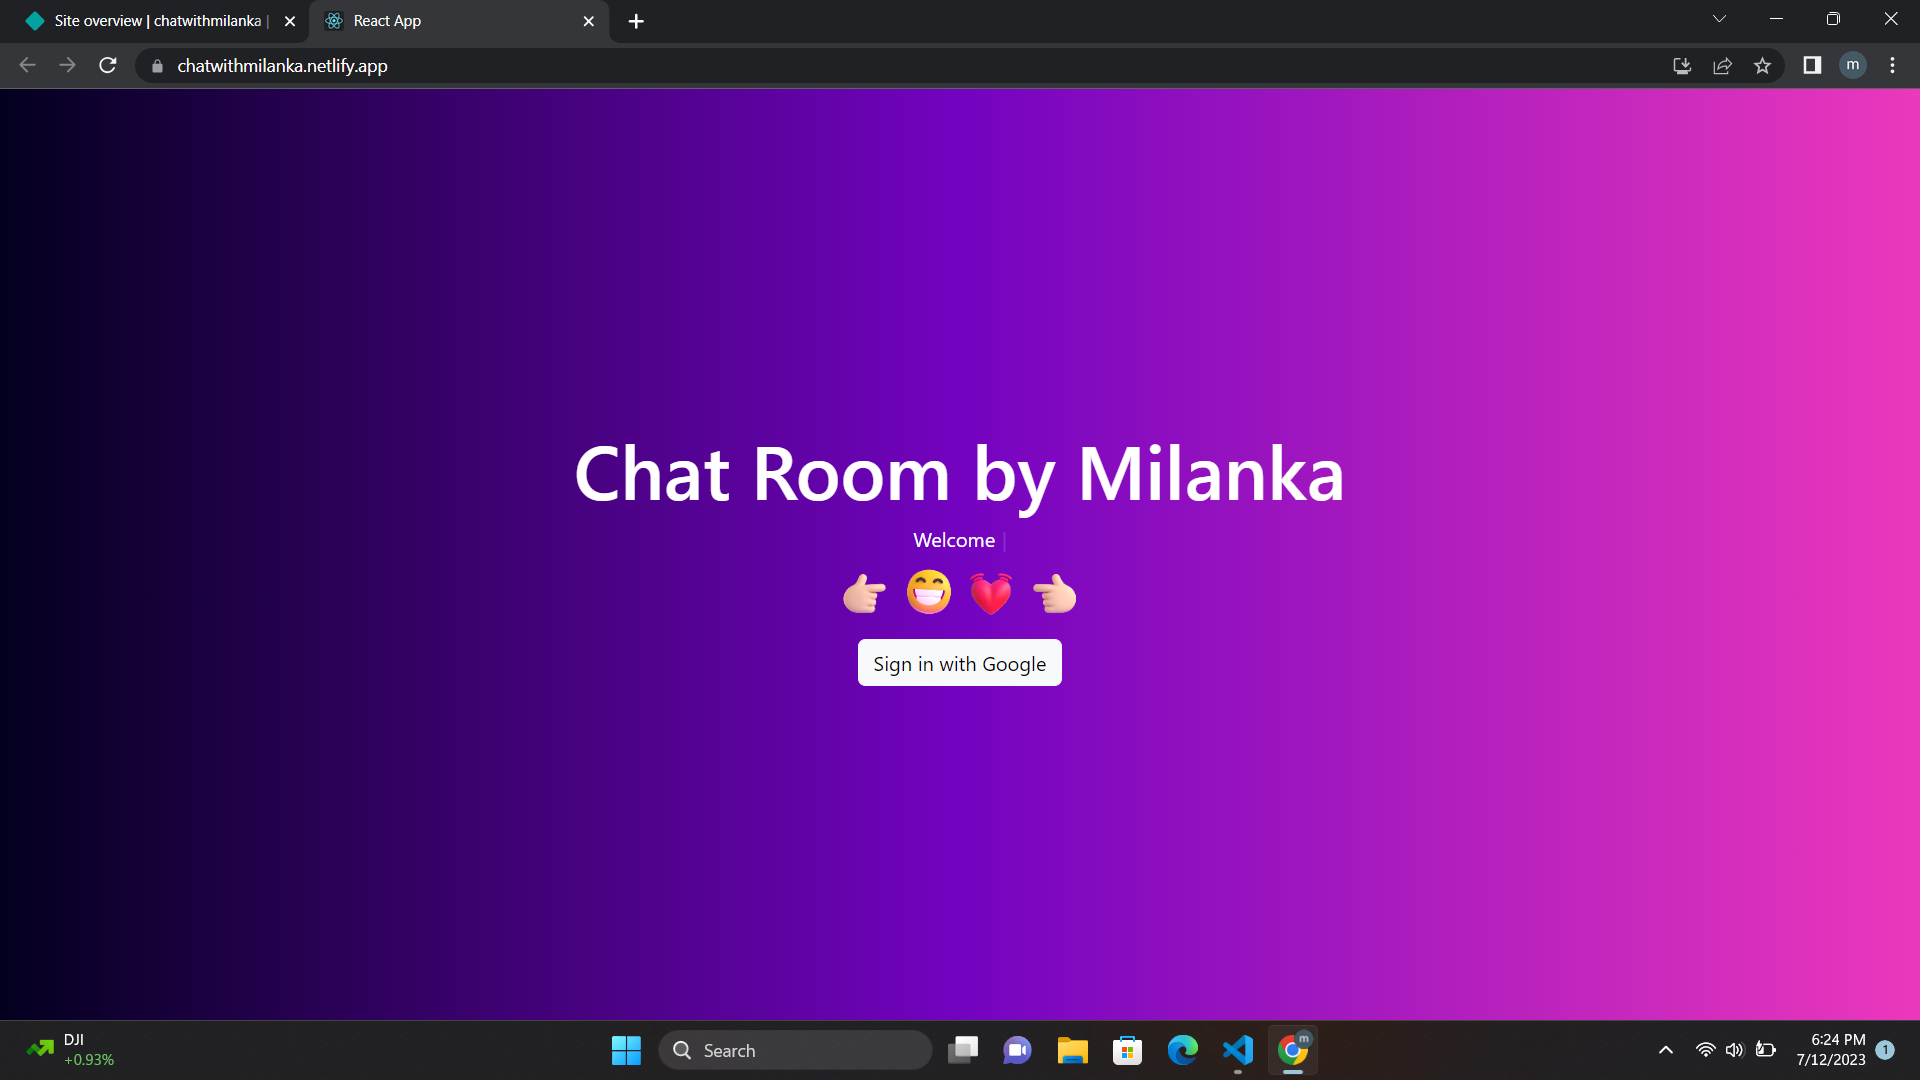 Site overview | chatwithmilanka |
React App
chatwithmilanka.netlify.app
m
Chat Room by Milanka
Welcome |
Sign in with Google
DJI
+0.93%
Search
m
6:24 PM
7/12/2023
1